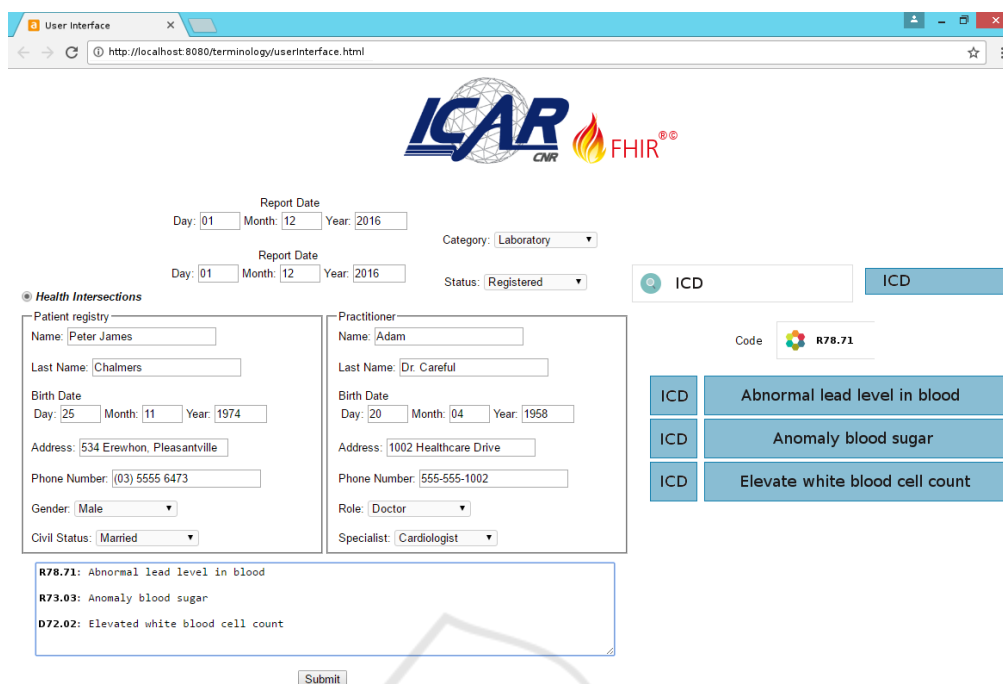 User Interface
http://localhost:8080/terminology/userInterface.html
ICAR
CNR
FHIR®©
Report Date
Day: 01 Month: 12 Year: 2016
Category: Laboratory
Report Date
Day: 01 Month: 12 Year: 2016
Status: Registered
ICD
ICD
Health Intersections
Patient registry
Name: Peter James
Last Name: Chalmers
Birth Date
Day: 25 Month: 11 Year: 1974
Address: 534 Erewhon, Pleasantville
Phone Number: (03) 5555 6473
Gender: Male
Civil Status: Married
Practitioner
Name: Adam
Last Name: Dr. Careful
Birth Date
Day: 20 Month: 04 Year: 1958
Address: 1002 Healthcare Drive
Phone Number: 555-555-1002
Role: Doctor
Specialist: Cardiologist
Code R78.71
ICD Abnormal lead level in blood
ICD Anomaly blood sugar
ICD Elevate white blood cell count
R78.71: Abnormal lead level in blood
R73.03: Anomaly blood sugar
D72.02: Elevated white blood cell count
Submit